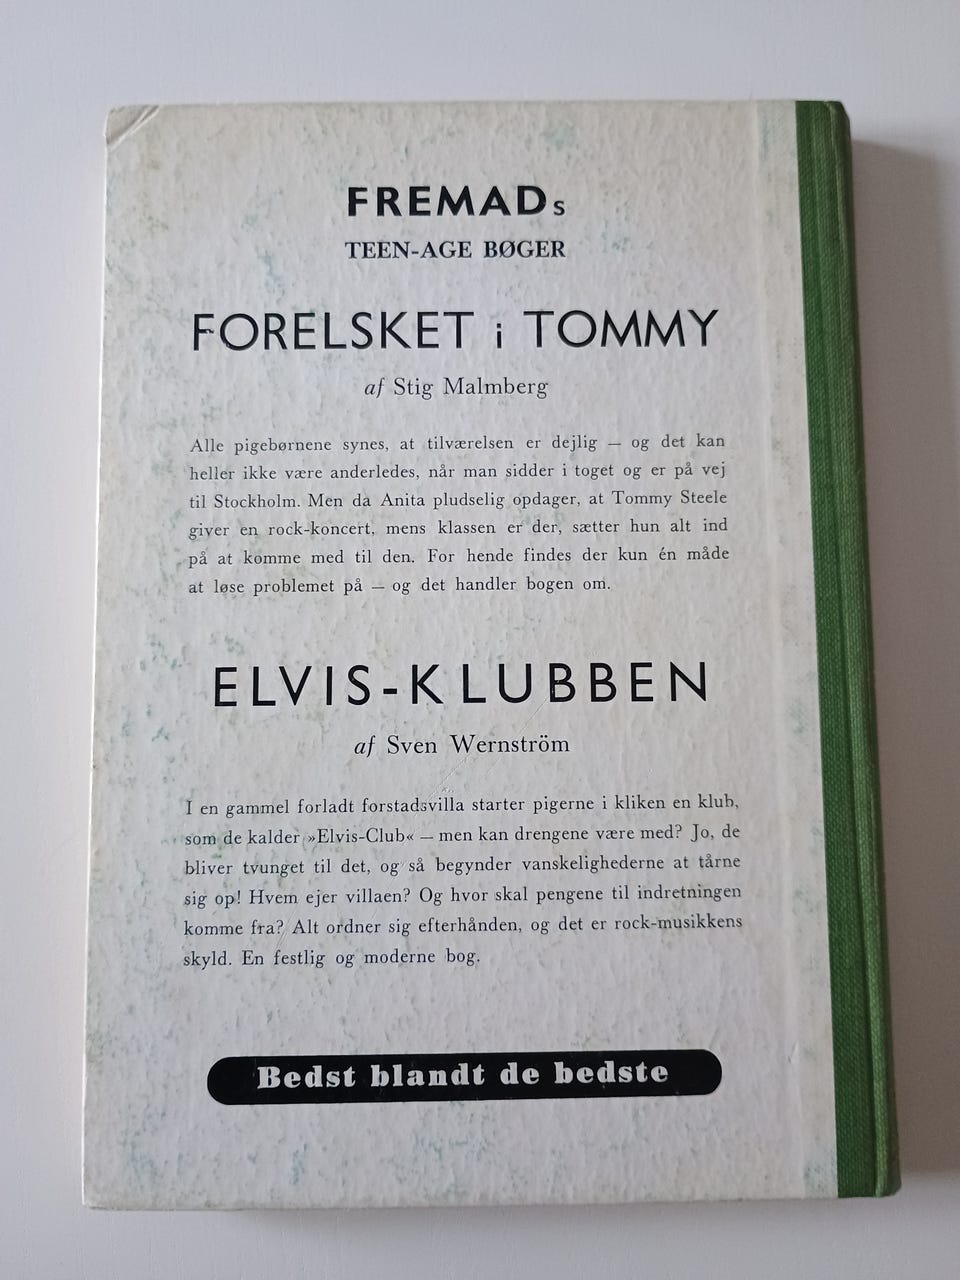 FREMADs
TEEN-AGE BØGER
FORELSKET i TOMMY
af Stig Malmberg
Alle pigebørnene synes, at tilværelsen er dejlig — og det kan
heller ikke være anderledes, når man sidder i toget og er på vej
til Stockholm. Men da Anita pludselig opdager, at Tommy Steele
giver en rock-koncert, mens klassen er der, sætter hun alt ind
på at komme med til den. For hende findes der kun én måde
at løse problemet på — og det handler bogen om.
ELVIS-KLUBBEN
af Sven Wernström
I en gammel forladt forstadsvilla starter pigerne i kliken en klub,
som de kalder »Elvis-Club« — men kan drengene være med? Jo, de
bliver tvunget til det, og så begynder vanskelighederne at tårne
sig op! Hvem ejer villaen? Og hvor skal pengene til indretningen
komme fra? Alt ordner sig efterhånden, og det er rock-musikkens
skyld. En festlig og moderne bog.
Bedst blandt de bedste